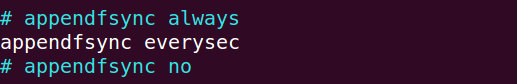 # appendfsync always
appendfsync everysec
# appendfsync no